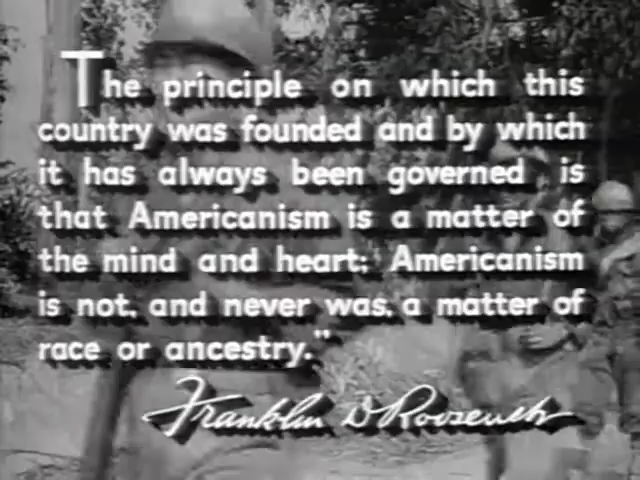 The principle on which this
country was founded and by which
it has always been governed is
that Americanism is a matter of
the mind and heart; Americanism
is not, and never was, a matter of
race or ancestry."
Franklin D Roosevelt